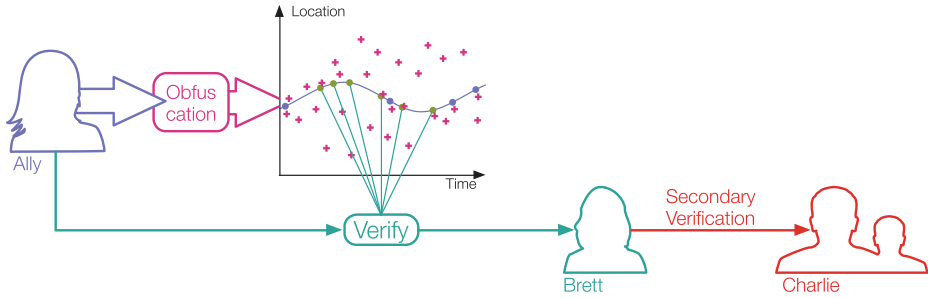 Location
Obfus
cation
Ally
Time
Verify
Secondary
Verification
Brett
Charlie